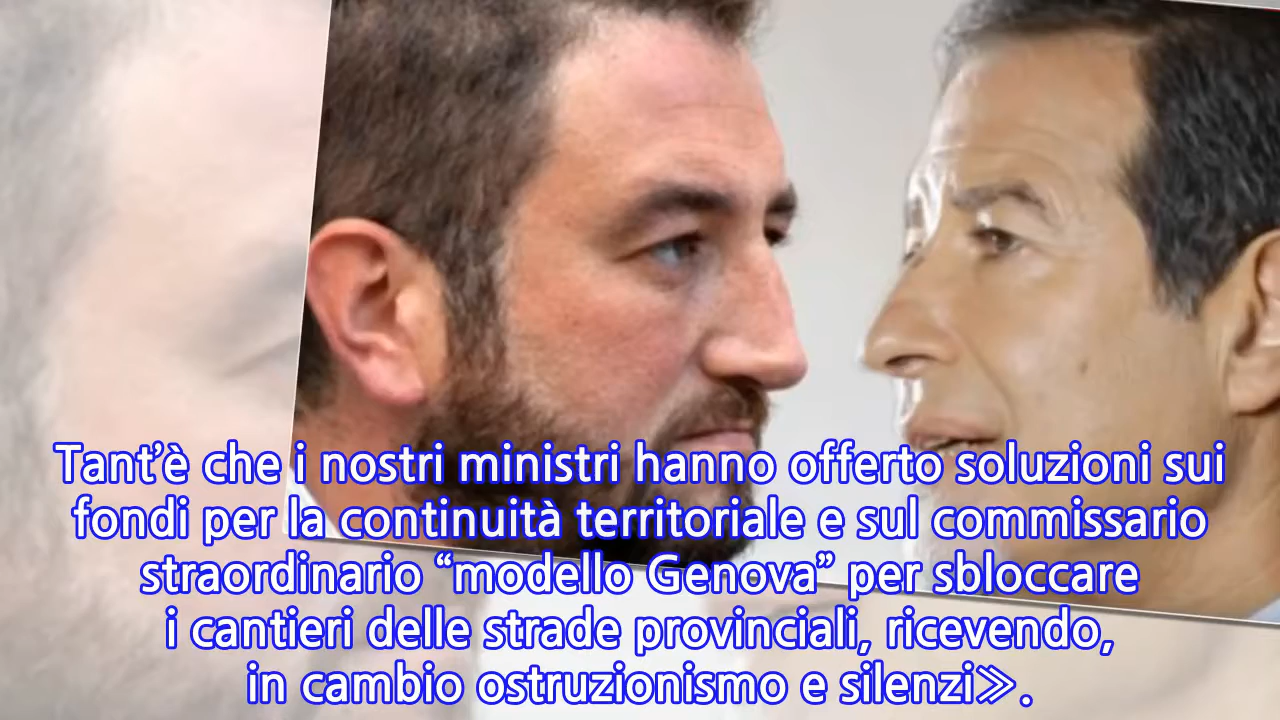 Tant'è che i nostri ministri hanno offerto soluzioni sui
fondi per la continuità territoriale e sul commissario
straordinario “modello Genova” per sbloccare
i cantieri delle strade provinciali, ricevendo,
in cambio ostruzionismo e silenzi».